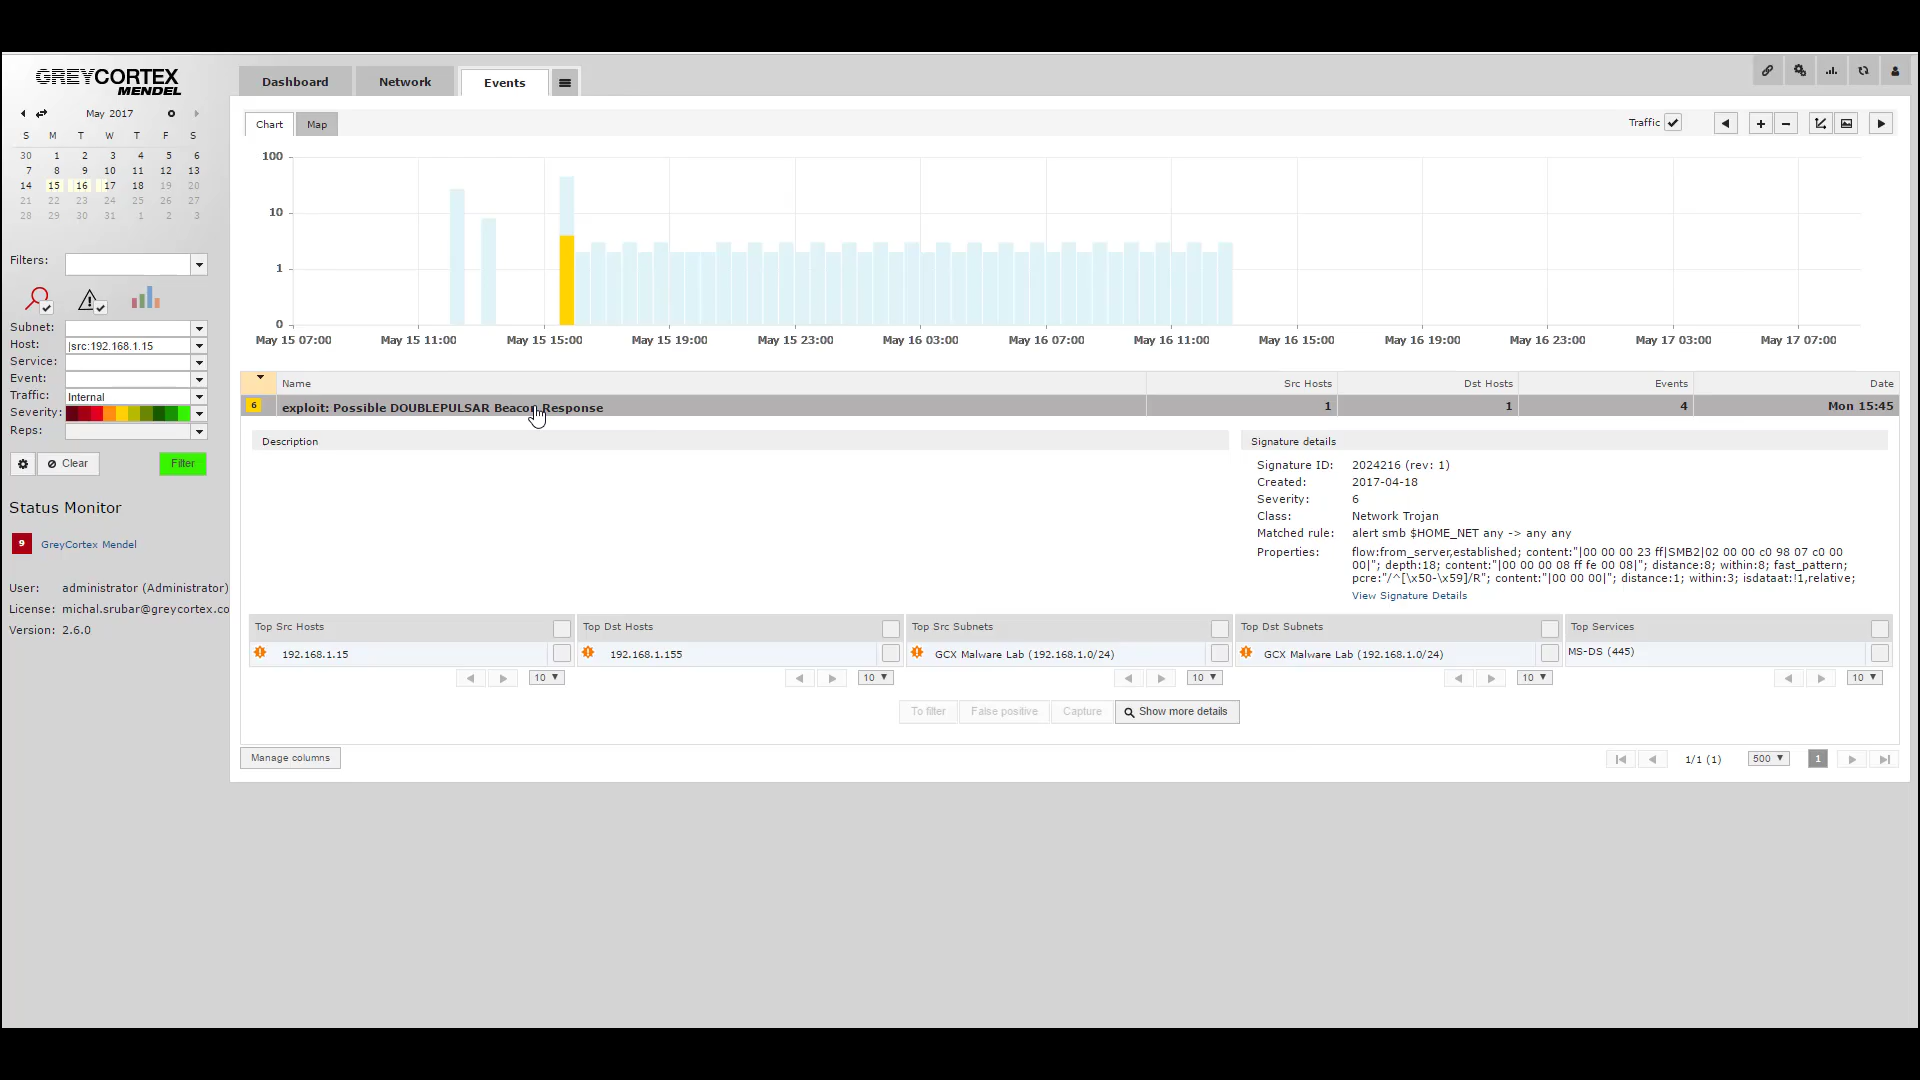 GREYCORTEX
MENDEL
Dashboard
Network
Events
May 2017
S M T W T F S
30 1 2 3 4 5 6
7 8 9 10 11 12 13
14 15 16 17 18 19 20
21 22 23 24 25 26 27
28 29 30 31 1 2 3
Filters:
Subnet:
Host: |src:192.168.1.15
Service:
Event:
Traffic: Internal
Severity:
Reps:
Clear
Filter
Status Monitor
9 GreyCortex Mendel
User: administrator (Administrator)
License: michal.srubar@greycortex.co
Version: 2.6.0
Chart
Map
Traffic
100
10
1
0
May 15 07:00 May 15 11:00 May 15 15:00 May 15 19:00 May 15 23:00 May 16 03:00 May 16 07:00 May 16 11:00 May 16 15:00 May 16 19:00 May 16 23:00 May 17 03:00 May 17 07:00
Name Src Hosts Dst Hosts Events Date
6 exploit: Possible DOUBLEPULSAR Beacon Response 1 1 4 Mon 15:45
Description
Signature details
Signature ID: 2024216 (rev: 1)
Created: 2017-04-18
Severity: 6
Class: Network Trojan
Matched rule: alert smb $HOME_NET any -> any any
Properties: flow:from_server,established; content:"|00 00 00 23 ff|SMB2|02 00 00 c0 98 07 c0 00
00|"; depth:18; content:"|00 00 00 08 ff fe 00 08|"; distance:8; within:8; fast_pattern;
pcre:"/^[\x50-\x59]/R"; content:"|00 00 00|"; distance:1; within:3; isdataat:!1,relative;
View Signature Details
Top Src Hosts Top Dst Hosts Top Src Subnets Top Dst Subnets Top Services
192.168.1.15 192.168.1.155 GCX Malware Lab (192.168.1.0/24) GCX Malware Lab (192.168.1.0/24) MS-DS (445)
10 10 10 10 10
To filter False positive Capture Show more details
Manage columns
1/1 (1) 500 1